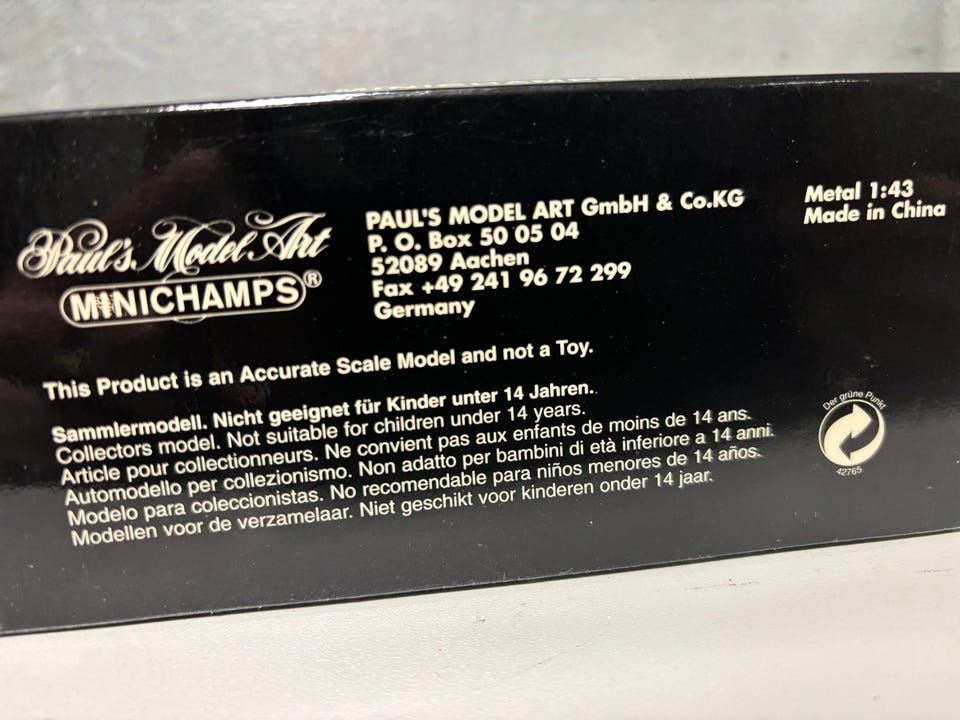 Paul's Model Art
MINICHAMPS®
PAUL'S MODEL ART GmbH & Co.KG
P. O. Box 50 05 04
52089 Aachen
Fax +49 241 96 72 299
Germany
Metal 1:43
Made in China
This Product is an Accurate Scale Model and not a Toy.
Sammlermodell. Nicht geeignet für Kinder unter 14 Jahren.
Collectors model. Not suitable for children under 14 years.
Article pour collectionneurs. Ne convient pas aux enfants de moins de 14 ans.
Automodello per collezionismo. Non adatto per bambini di età inferiore a 14 anni.
Modelo para coleccionistas. No recomendable para niños menores de 14 años.
Modellen voor de verzamelaar. Niet geschikt voor kinderen onder 14 jaar.
Der grüne Punkt
42765